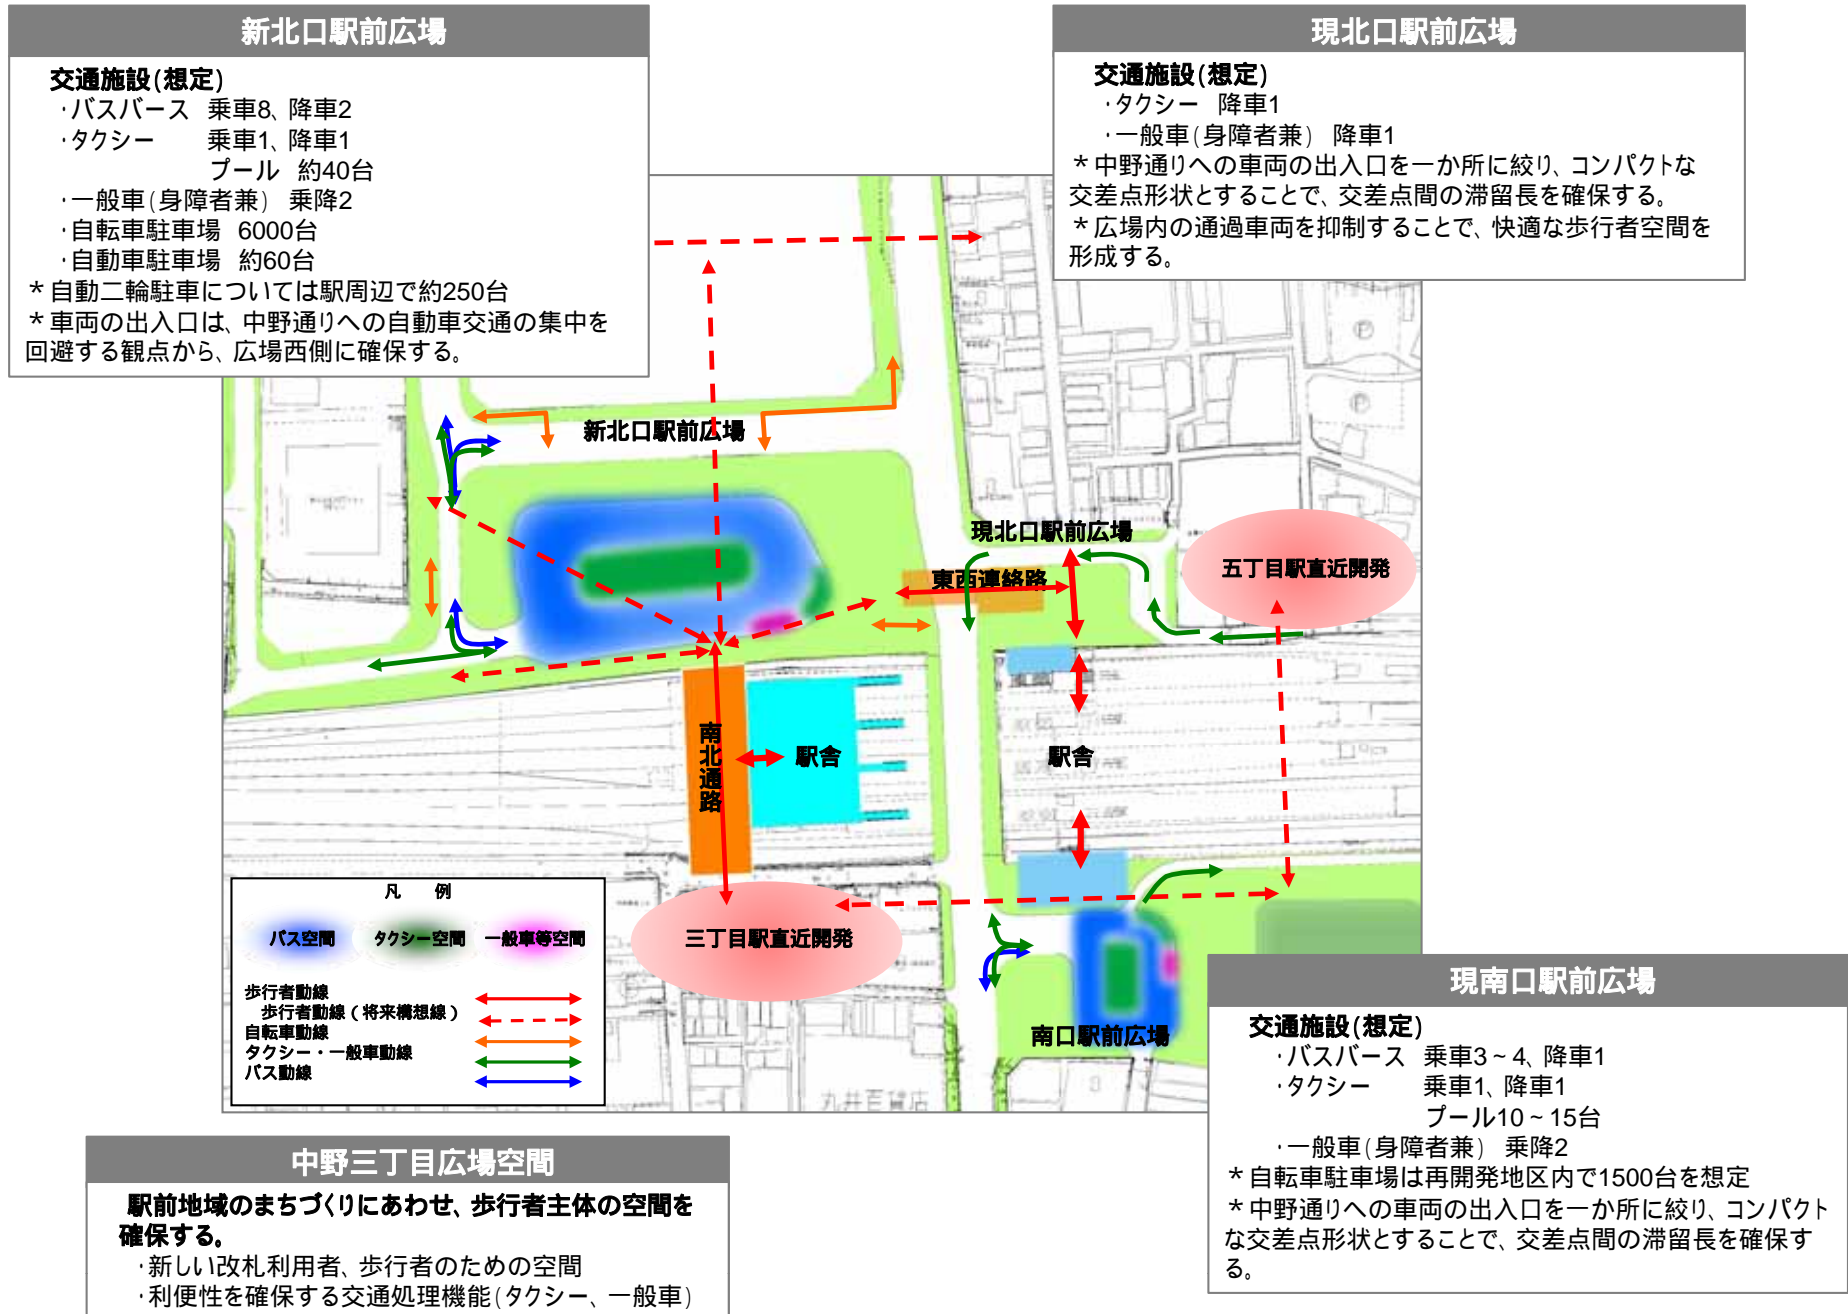 新北口駅前広場
交通施設(想定)
・バスバース 乗車8、降車2
・タクシー 乗車1、降車1
プール 約40台
・一般車(身障者兼) 乗降2
・自転車駐車場 6000台
・自動車駐車場 約60台
*自動二輪駐車については駅周辺で約250台
*車両の出入口は、中野通りへの自動車交通の集中を
回避する観点から、広場西側に確保する。
現北口駅前広場
交通施設(想定)
・タクシー 降車1
・一般車(身障者兼) 降車1
*中野通りへの車両の出入口を一か所に絞り、コンパクトな
交差点形状とすることで、交差点間の滞留長を確保する。
*広場内の通過車両を抑制することで、快適な歩行者空間を
形成する。
新北口駅前広場
現北口駅前広場
東西連絡路
五丁目駅直近開発
南北通路
駅舎
駅舎
三丁目駅直近開発
南口駅前広場
丸井百貨店
凡 例
バス空間 タクシー空間 一般車等空間
歩行者動線
歩行者動線(将来構想線)
自転車動線
タクシー・一般車動線
バス動線
現南口駅前広場
交通施設(想定)
・バスバース 乗車3~4、降車1
・タクシー 乗車1、降車1
プール10~15台
・一般車(身障者兼) 乗降2
*自転車駐車場は再開発地区内で1500台を想定
*中野通りへの車両の出入口を一か所に絞り、コンパクト
な交差点形状とすることで、交差点間の滞留長を確保す
る。
中野三丁目広場空間
駅前地域のまちづくりにあわせ、歩行者主体の空間を
確保する。
・新しい改札利用者、歩行者のための空間
・利便性を確保する交通処理機能(タクシー、一般車)